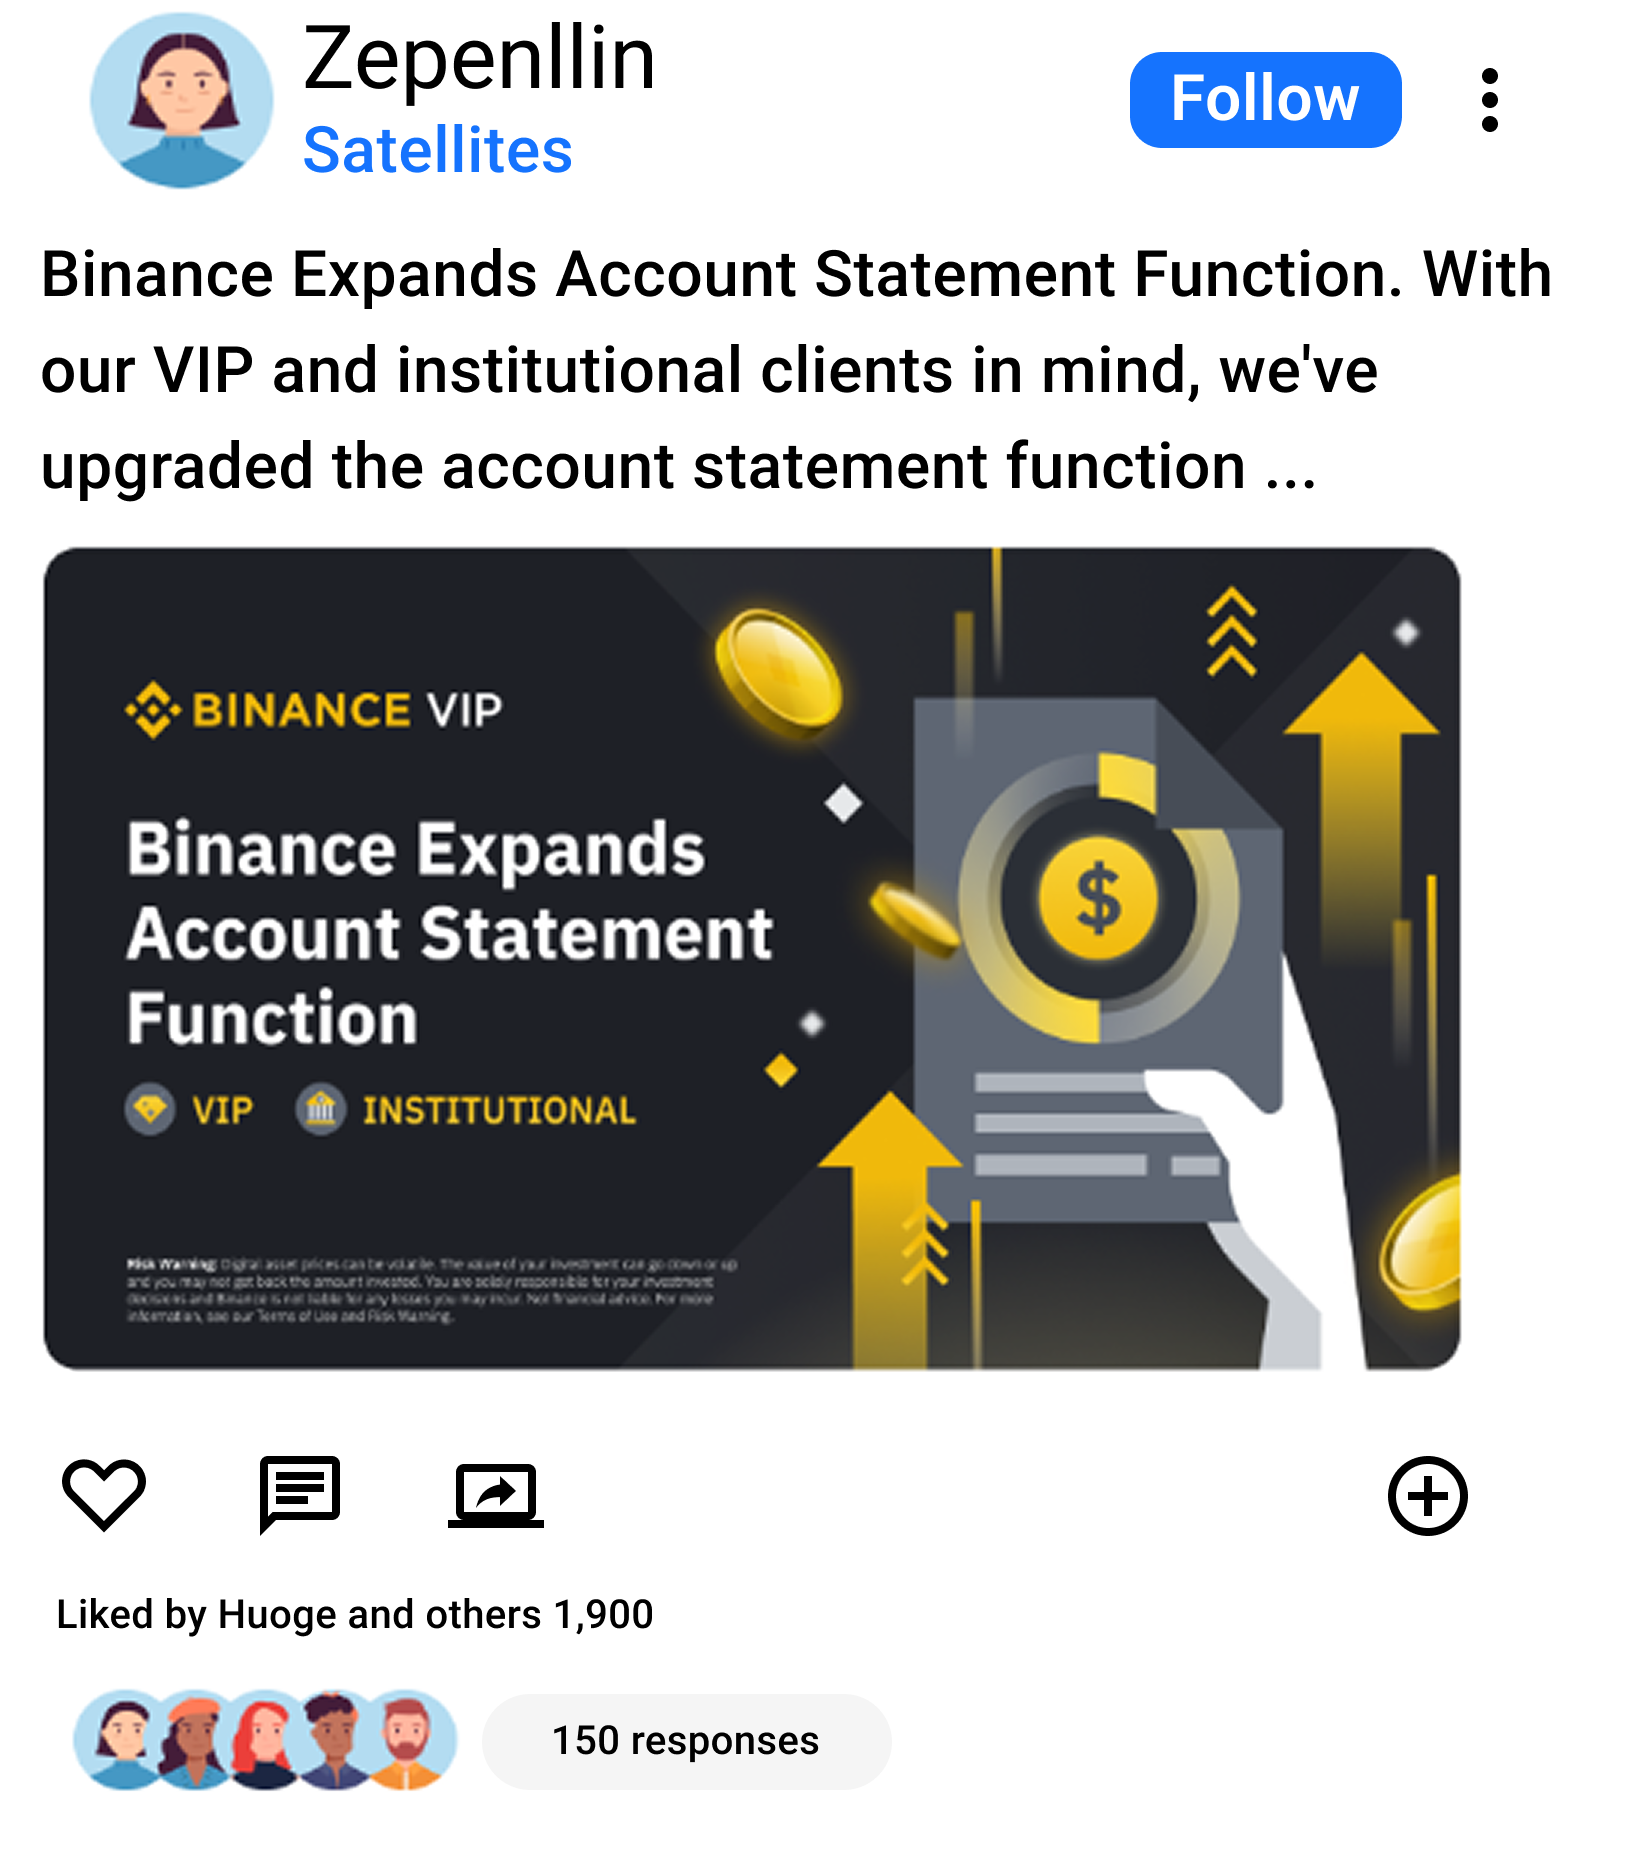 Zepenllin
Satellites
Follow
Binance Expands Account Statement Function. With
our VIP and institutional clients in mind, we've
upgraded the account statement function ...
BINANCE VIP
Binance Expands
Account Statement
Function
VIP INSTITUTIONAL
$
Risk Warning: Digital asset prices can be volatile. The value of your investment can go down or up
and you may not get back the amount invested. You are solely responsible for your investment
decisions and Binance is not liable for any losses you may incur. Not financial advice. For more
information, see our Terms of Use and Risk Warning.
Liked by Huoge and others 1,900
150 responses